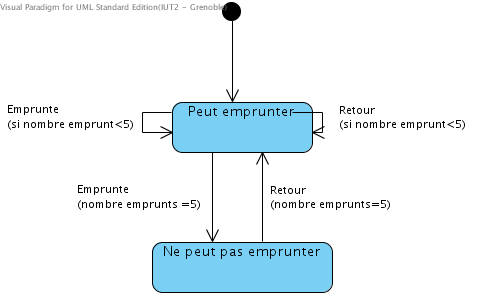 Visual Paradigm for UML Standard Edition(IUT2 - Grenoble)
Peut emprunter
Emprunte
(si nombre emprunt<5)
Retour
(si nombre emprunt<5)
Emprunte
(nombre emprunts =5)
Retour
(nombre emprunts=5)
Ne peut pas emprunter